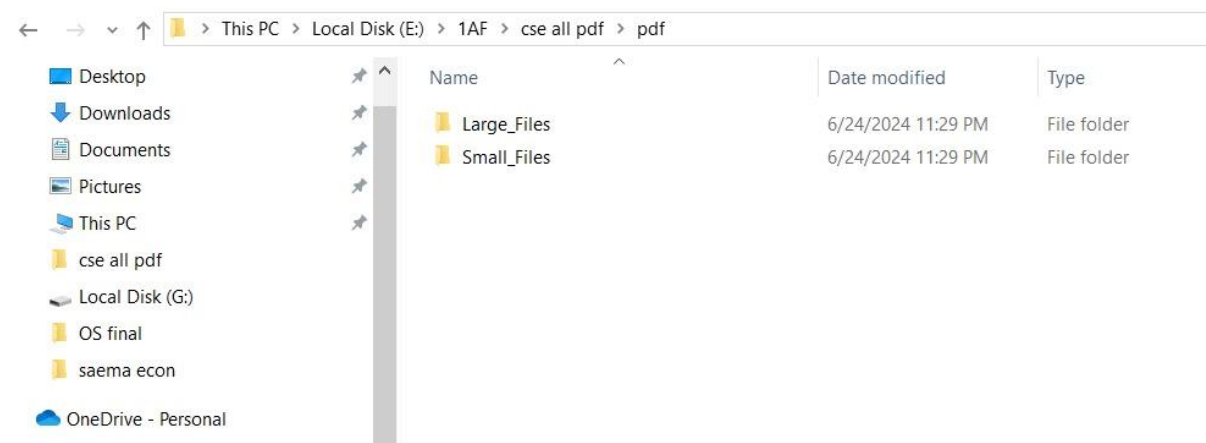 This PC > Local Disk (E:) > 1AF > cse all pdf > pdf
Desktop
Downloads
Documents
Pictures
This PC
cse all pdf
Local Disk (G:)
OS final
saema econ
OneDrive - Personal
Name Date modified Type
Large_Files 6/24/2024 11:29 PM File folder
Small_Files 6/24/2024 11:29 PM File folder